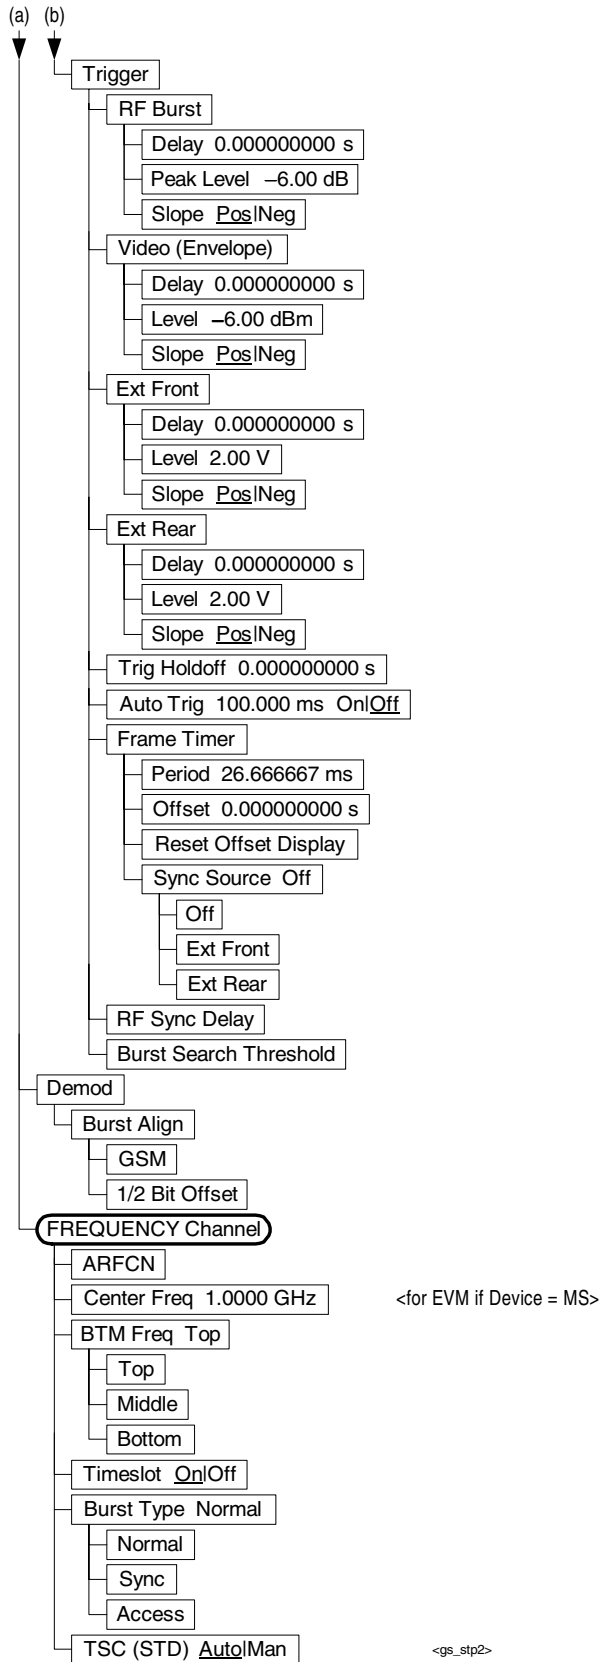 (a) (b)
Trigger
RF Burst
Delay 0.000000000 s
Peak Level –6.00 dB
Slope Pos|Neg
Video (Envelope)
Delay 0.000000000 s
Level –6.00 dBm
Slope Pos|Neg
Ext Front
Delay 0.000000000 s
Level 2.00 V
Slope Pos|Neg
Ext Rear
Delay 0.000000000 s
Level 2.00 V
Slope Pos|Neg
Trig Holdoff 0.000000000 s
Auto Trig 100.000 ms On|Off
Frame Timer
Period 26.666667 ms
Offset 0.000000000 s
Reset Offset Display
Sync Source Off
Off
Ext Front
Ext Rear
RF Sync Delay
Burst Search Threshold
Demod
Burst Align
GSM
1/2 Bit Offset
FREQUENCY Channel
ARFCN
Center Freq 1.0000 GHz <for EVM if Device = MS>
BTM Freq Top
Top
Middle
Bottom
Timeslot On|Off
Burst Type Normal
Normal
Sync
Access
TSC (STD) Auto|Man <gs_stp2>